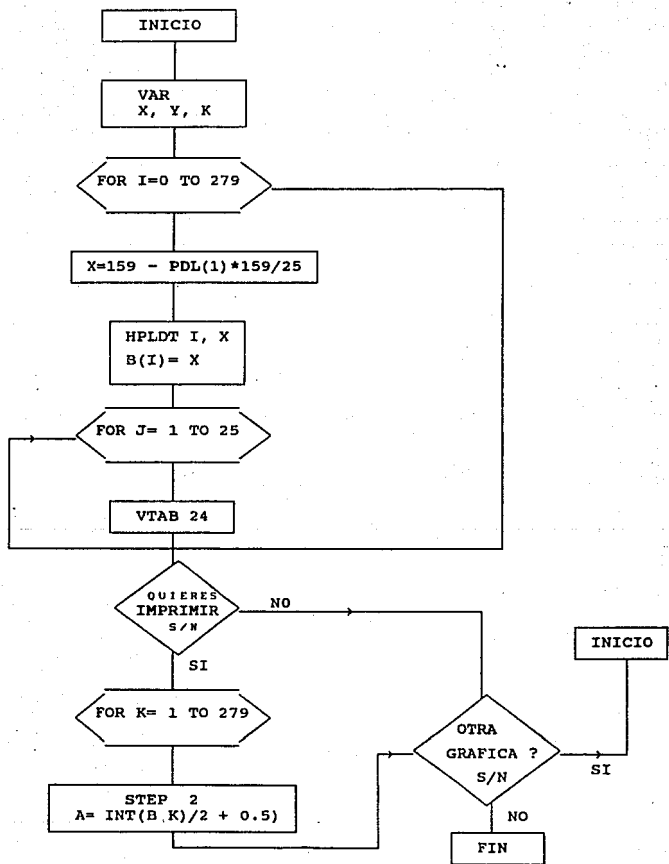 INICIO
VAR
X, Y, K
FOR I=0 TO 279
X=159 - PDL(1)*159/25
HPLDT I, X
B(I)= X
FOR J= 1 TO 25
VTAB 24
QUIERES
IMPRIMIR
S/N
NO
SI
FOR K= 1 TO 279
STEP 2
A= INT(B K)/2 + 0.5)
OTRA
GRAFICA ?
S/N
SI
INICIO
NO
FIN